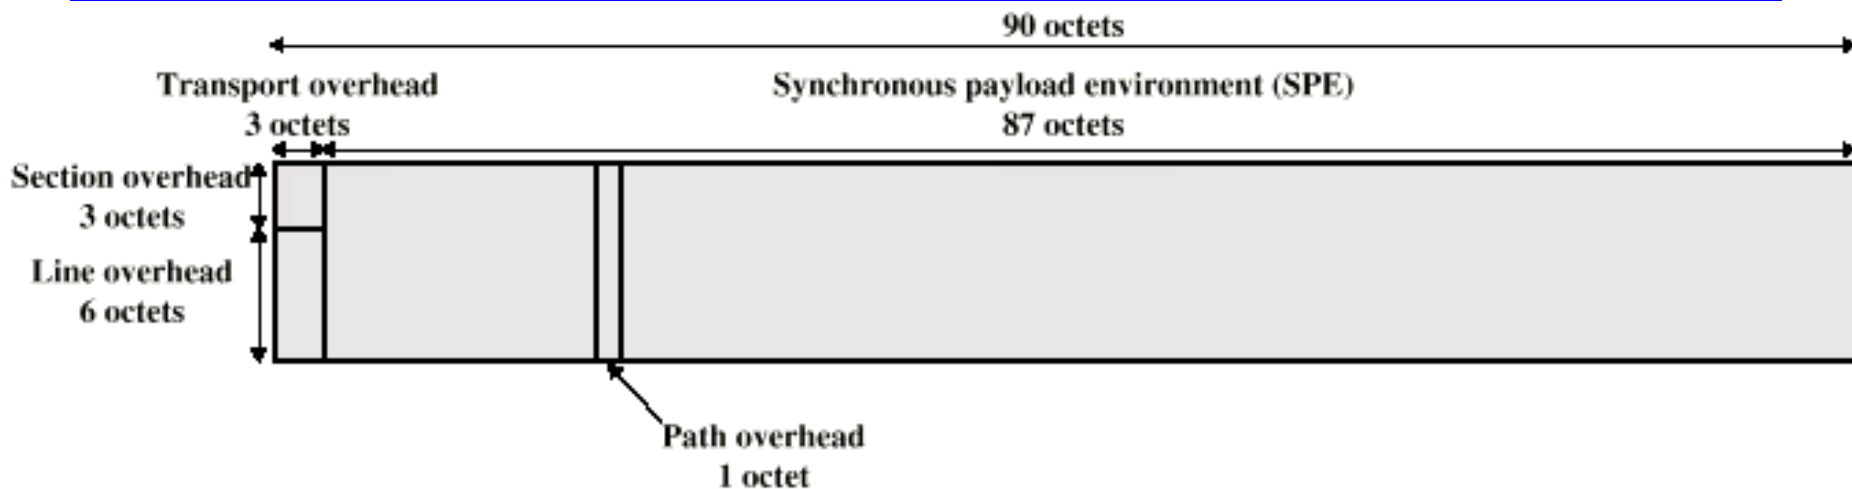 90 octets
Transport overhead
3 octets
Synchronous payload environment (SPE)
87 octets
Section overhead
3 octets
Line overhead
6 octets
Path overhead
1 octet